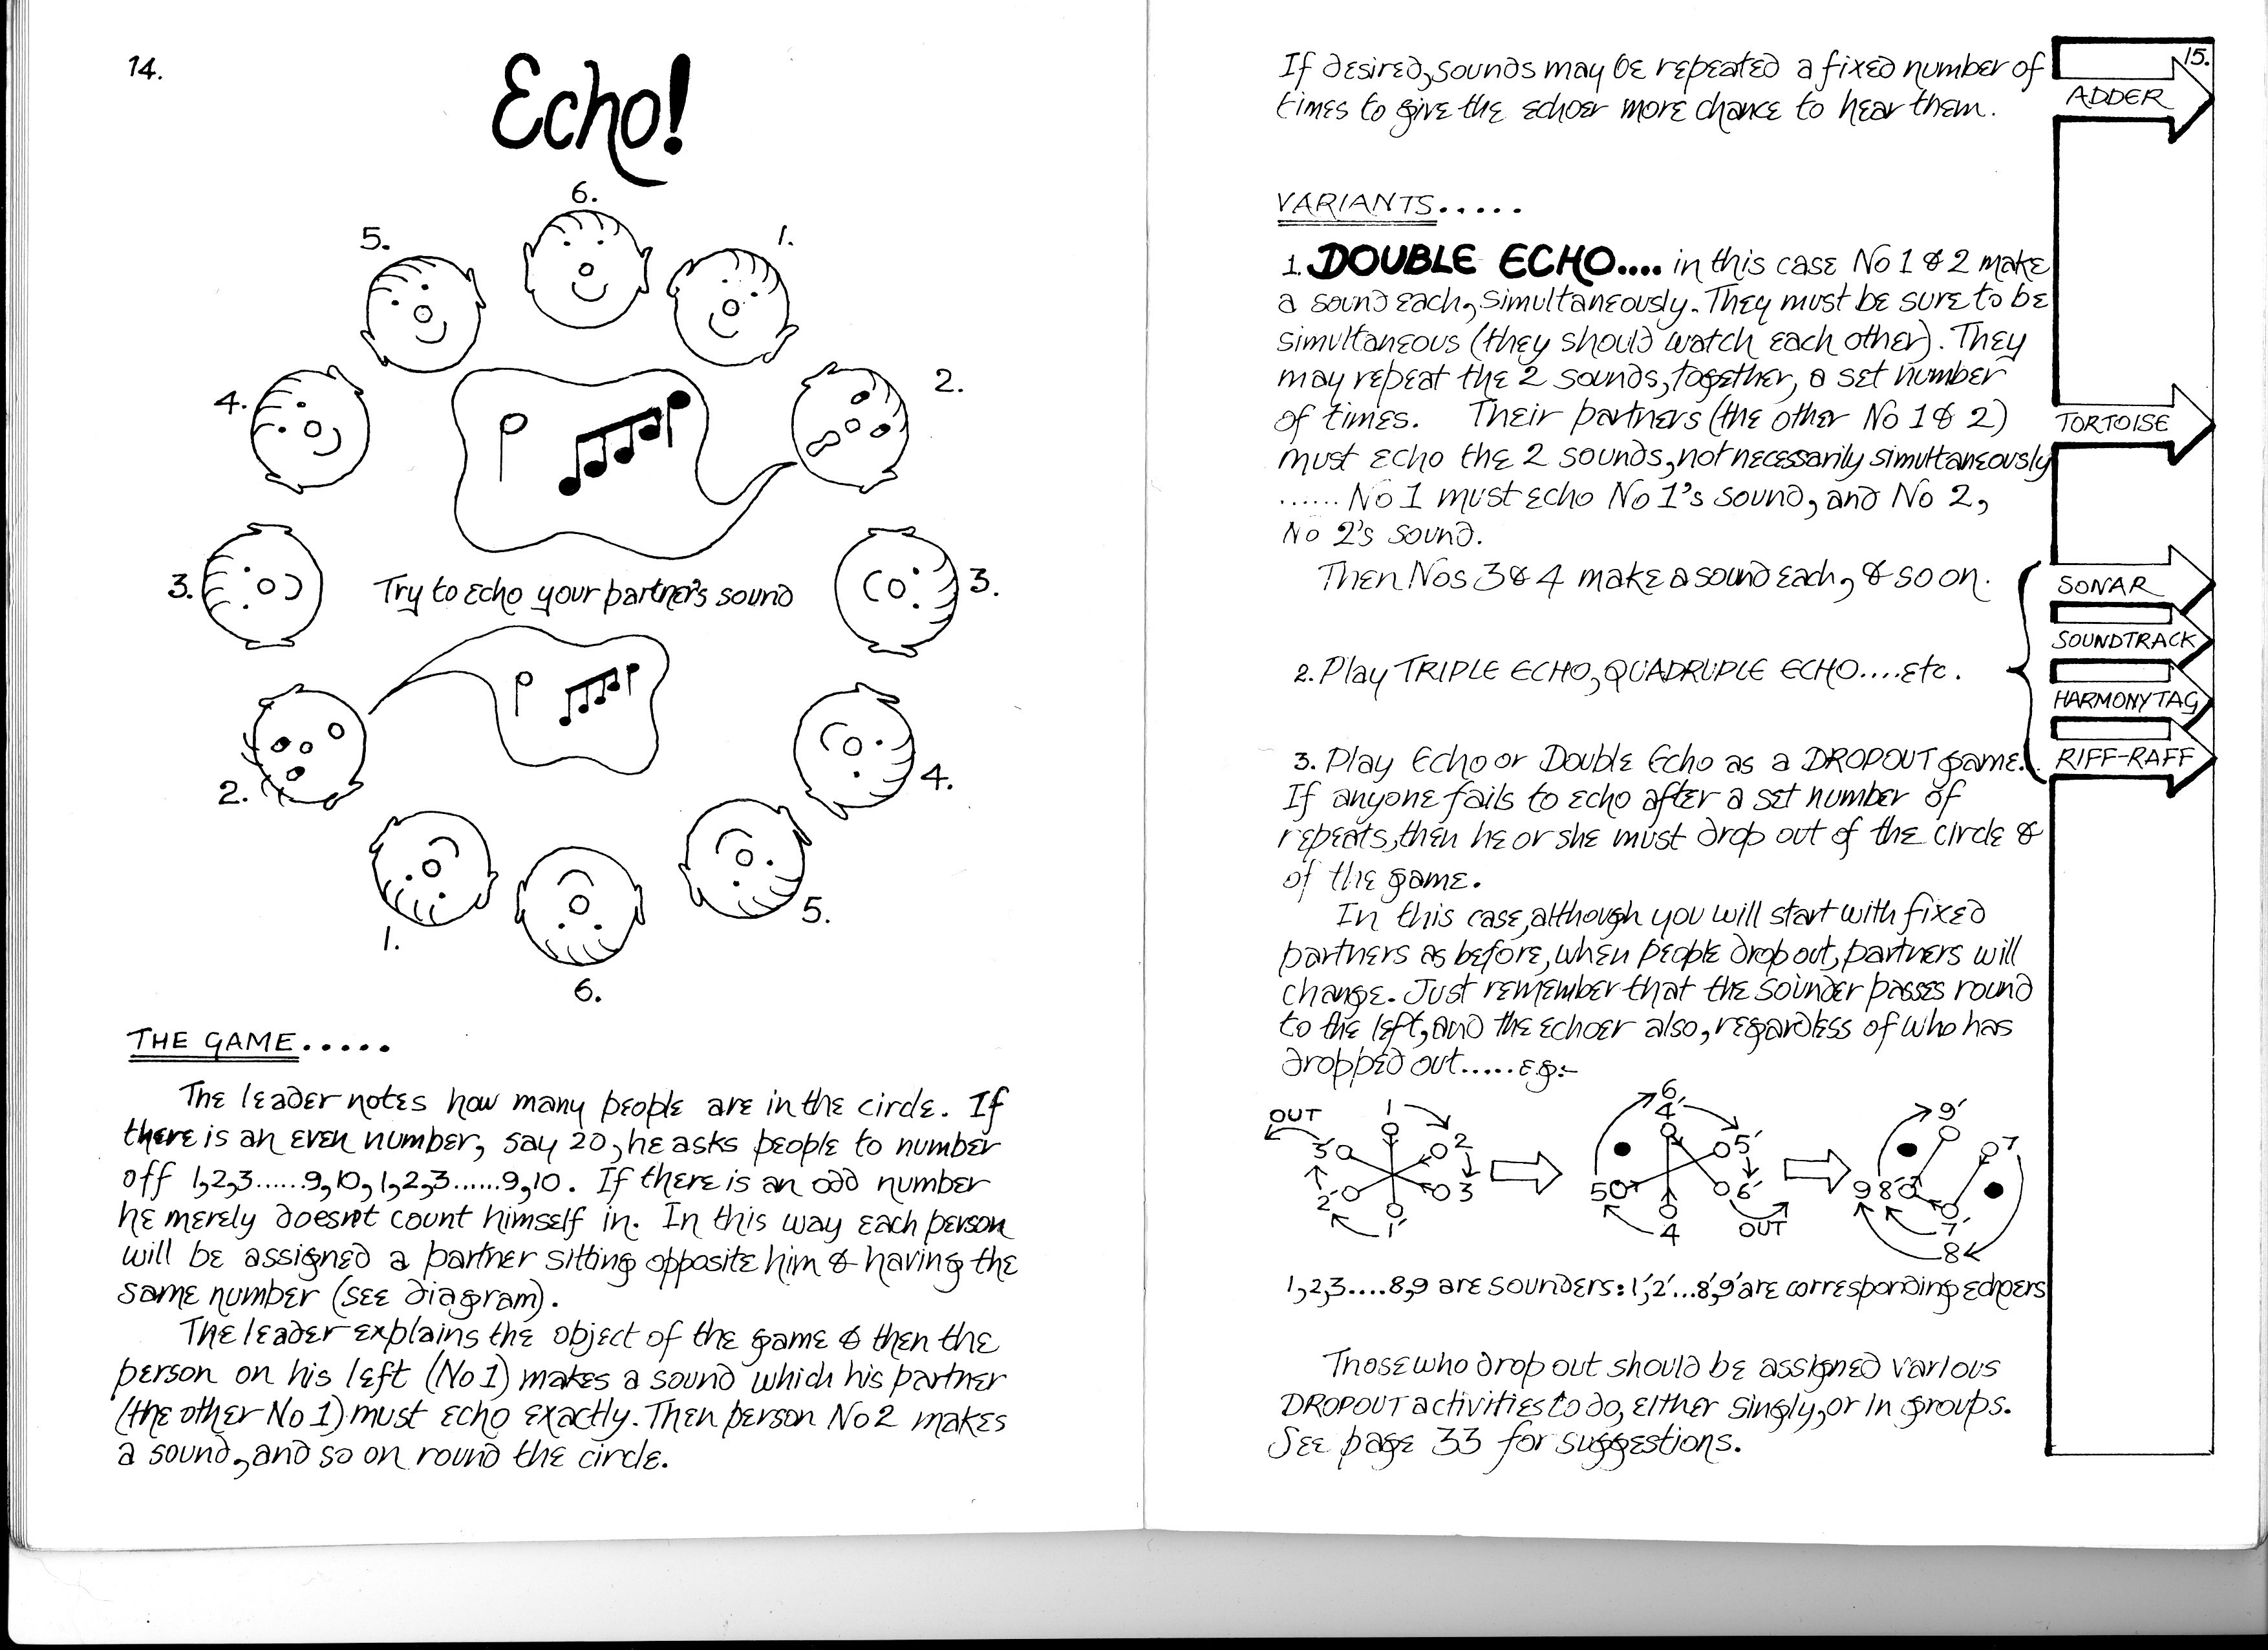 14.
Echo!
6.
5.
1.
4.
2.
3.
Try to echo your partner's sound
3.
2.
4.
1.
5.
6.
THE GAME.....
The leader notes how many people are in the circle. If
there is an even number, say 20, he asks people to number
off 1,2,3......9,10, 1,2,3......9,10. If there is an odd number
he merely doesn't count himself in. In this way each person
will be assigned a partner sitting opposite him & having the
same number (see diagram).
The leader explains the object of the game & then the
person on his left (No 1) makes a sound which his partner
(the other No 1) must echo exactly. Then person No 2 makes
a sound, and so on round the circle.
15.
If desired, sounds may be repeated a fixed number of
times to give the echoer more chance to hear them.
VARIANTS.....
1. DOUBLE ECHO.... in this case No 1 & 2 make
a sound each, simultaneously. They must be sure to be
simultaneous (they should watch each other). They
may repeat the 2 sounds, together, a set number
of times. Their partners (the other No 1 & 2)
must echo the 2 sounds, not necessarily simultaneously
...... No 1 must echo No 1's sound, and No 2,
No 2's sound.
Then Nos 3 & 4 make a sound each, & so on.
2. Play TRIPLE ECHO, QUADRUPLE ECHO....etc.
3. Play Echo or Double Echo as a DROPOUT game.
If anyone fails to echo after a set number of
repeats, then he or she must drop out of the circle &
of the game.
In this case, although you will start with fixed
partners as before, when people drop out, partners will
change. Just remember that the sounder passes round
to the left, and the echoer also, regardless of who has
dropped out......e.g:-
OUT 1 2 3 1' 2' 3'
6' 4' 5' 6' OUT 4 5
9' 7 7' 8 9 8'
1,2,3....8,9 are sounders: 1',2'...8',9' are corresponding echoers
Those who drop out should be assigned various
DROPOUT activities to do, either singly, or in groups.
See page 33 for suggestions.
ADDER
TORTOISE
SONAR
SOUNDTRACK
HARMONY TAG
RIFF-RAFF